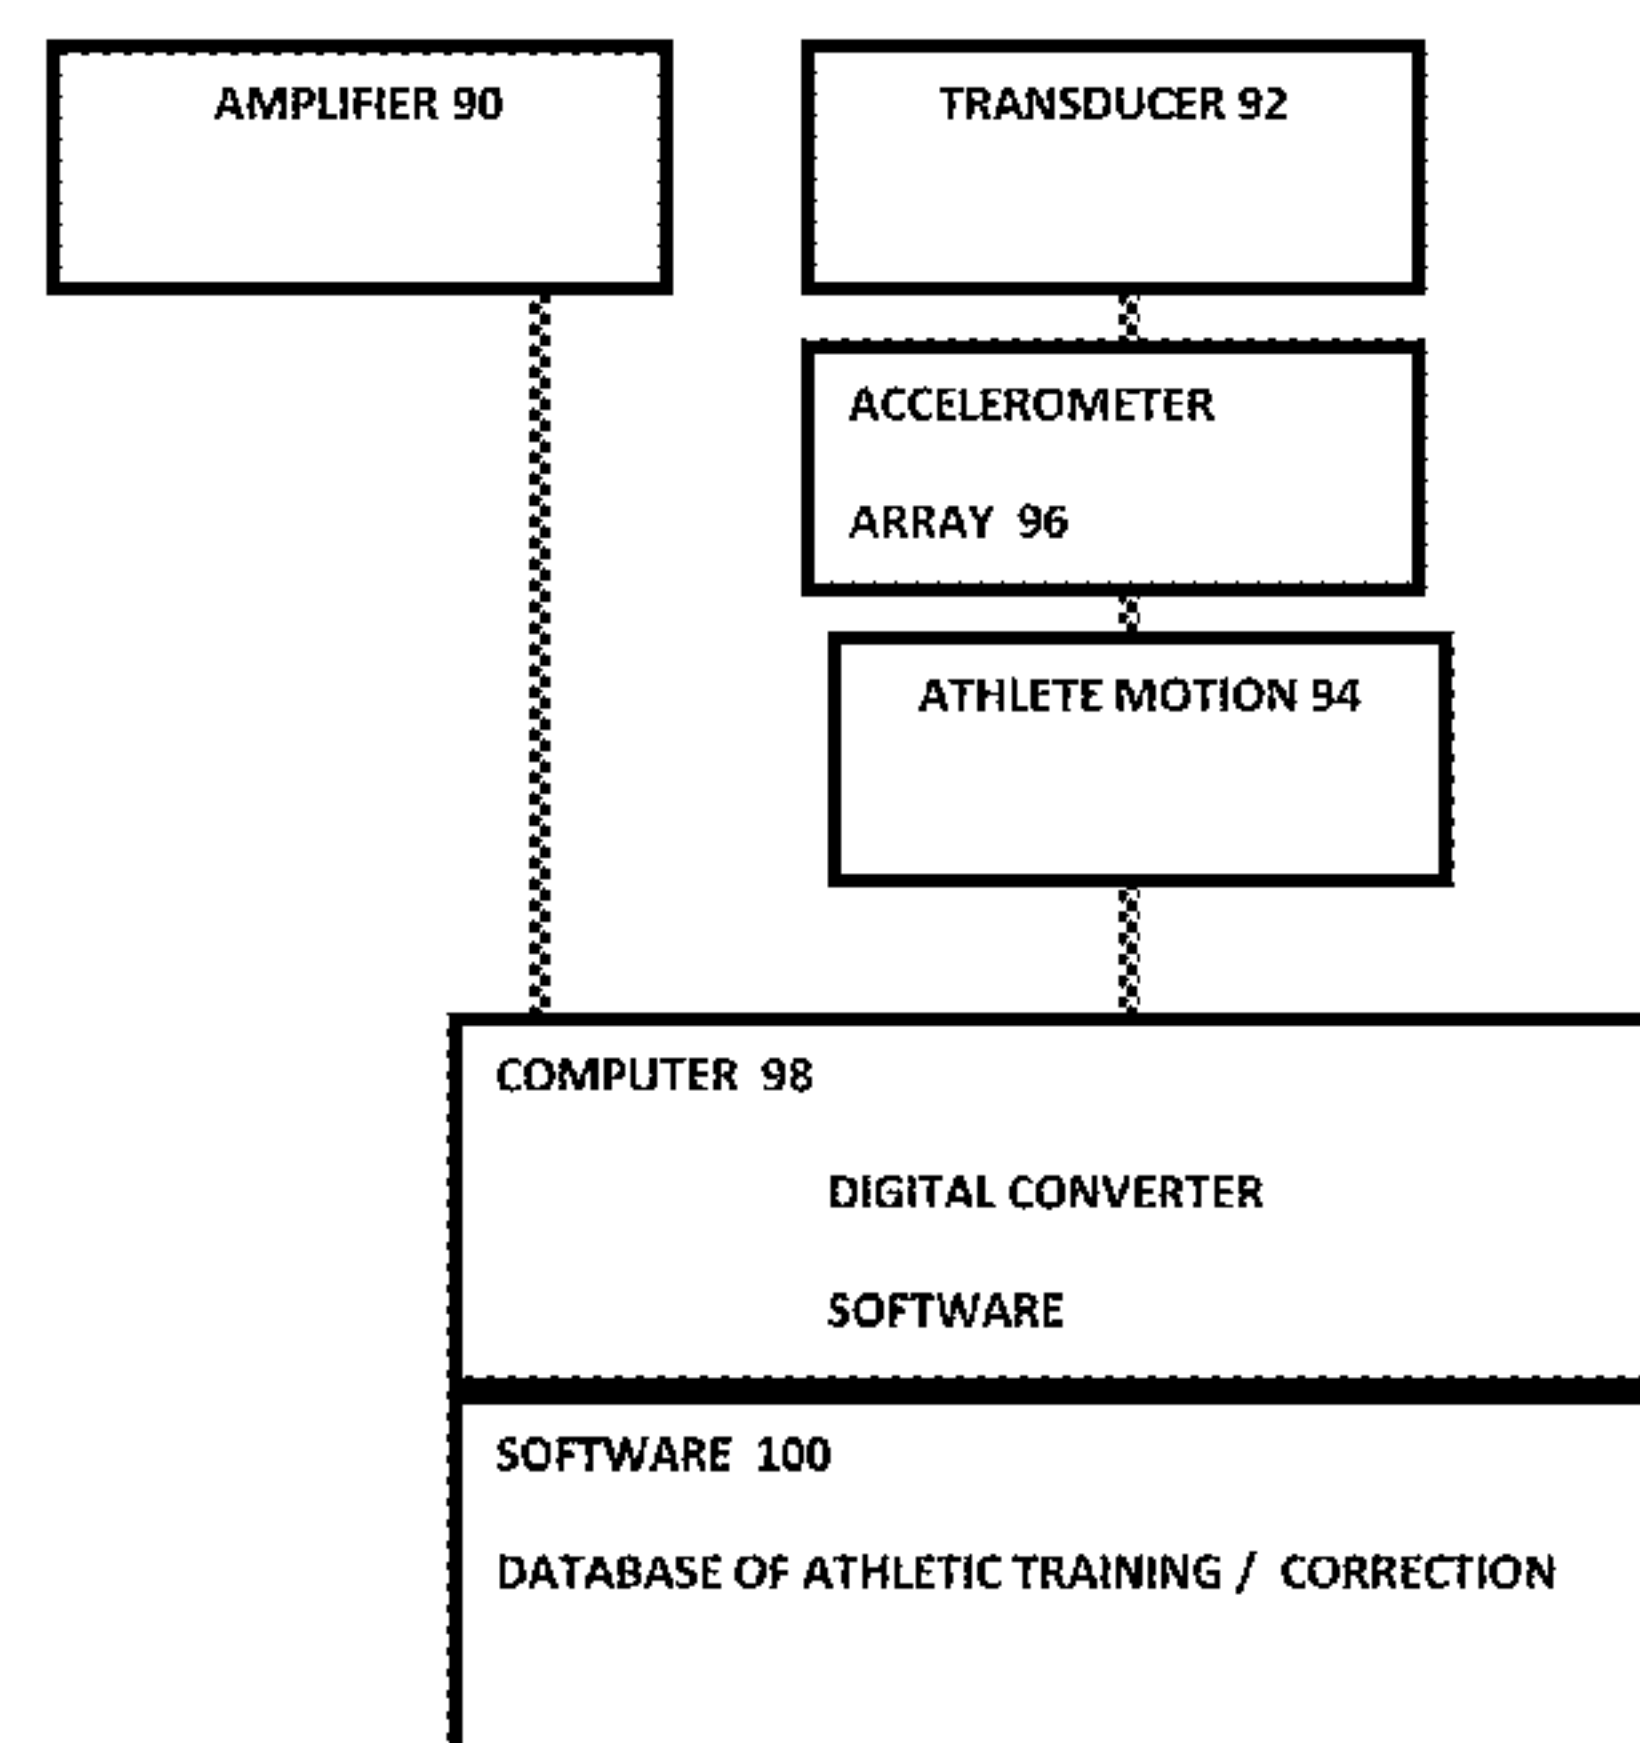 AMPLIFIER 90
TRANSDUCER 92
ACCELEROMETER
ARRAY 96
ATHLETE MOTION 94
COMPUTER 98
DIGITAL CONVERTER
SOFTWARE
SOFTWARE 100
DATABASE OF ATHLETIC TRAINING / CORRECTION